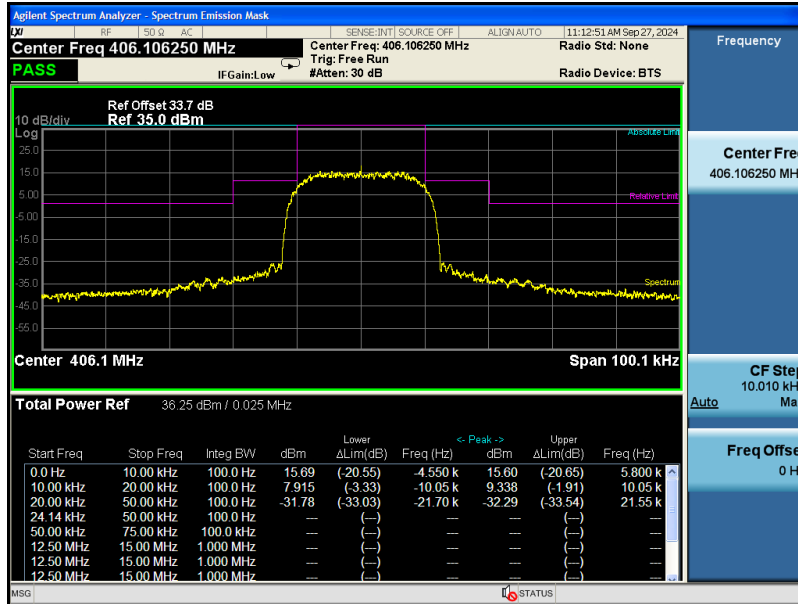 Agilent Spectrum Analyzer - Spectrum Emission Mask
LXI RF 50 Ω AC SENSE:INT SOURCE OFF ALIGN AUTO 11:12:51 AM Sep 27, 2024
Center Freq 406.106250 MHz Center Freq: 406.106250 MHz Radio Std: None
Trig: Free Run
PASS IFGain:Low #Atten: 30 dB Radio Device: BTS
Ref Offset 33.7 dB
10 dB/div Ref 35.0 dBm
Log
Absolute Limit
25.0
15.0
5.00
Relative Limit
-5.00
-15.0
-25.0
-35.0
Spectrum
-45.0
-55.0
Center 406.1 MHz Span 100.1 kHz
Total Power Ref 36.25 dBm / 0.025 MHz
Lower <- Peak -> Upper
Start Freq Stop Freq Integ BW dBm ΔLim(dB) Freq (Hz) dBm ΔLim(dB) Freq (Hz)
0.0 Hz 10.00 kHz 100.0 Hz 15.69 (-20.55) -4.550 k 15.60 (-20.65) 5.800 k
10.00 kHz 20.00 kHz 100.0 Hz 7.915 (-3.33) -10.05 k 9.338 (-1.91) 10.05 k
20.00 kHz 50.00 kHz 100.0 Hz -31.78 (-33.03) -21.70 k -32.29 (-33.54) 21.55 k
24.14 kHz 50.00 kHz 100.0 Hz --- (---) --- --- (---) ---
50.00 kHz 75.00 kHz 100.0 kHz --- (---) --- --- (---) ---
12.50 MHz 15.00 MHz 1.000 MHz --- (---) --- --- (---) ---
12.50 MHz 15.00 MHz 1.000 MHz --- (---) --- --- (---) ---
12.50 MHz 15.00 MHz 1.000 MHz --- (---) --- --- (---) ---
MSG STATUS
Frequency
Center Fre
406.106250 MH
CF Step
10.010 kH
Auto Ma
Freq Offse
0 H